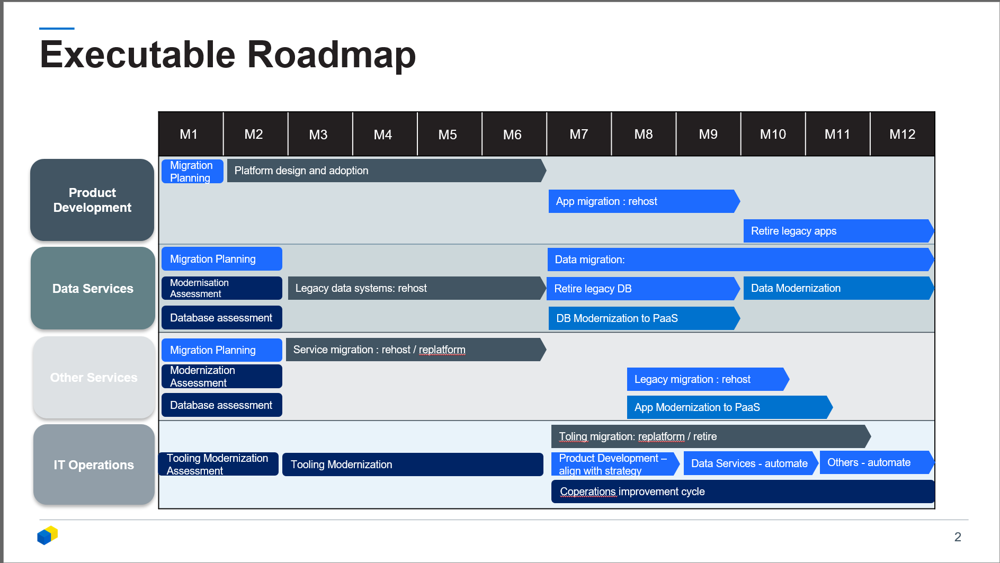 Executable Roadmap
M1 M2 M3 M4 M5 M6 M7 M8 M9 M10 M11 M12
Product
Development
Migration
Planning
Platform design and adoption
App migration : rehost
Retire legacy apps
Data Services
Migration Planning
Data migration:
Modernisation
Assessment
Legacy data systems: rehost
Retire legacy DB
Data Modernization
Database assessment
DB Modernization to PaaS
Other Services
Migration Planning
Service migration : rehost / replatform
Modernization
Assessment
Legacy migration : rehost
Database assessment
App Modernization to PaaS
IT Operations
Toling migration: replatform / retire
Tooling Modernization
Assessment
Tooling Modernization
Product Development –
align with strategy
Data Services - automate
Others - automate
Coperations improvement cycle
2